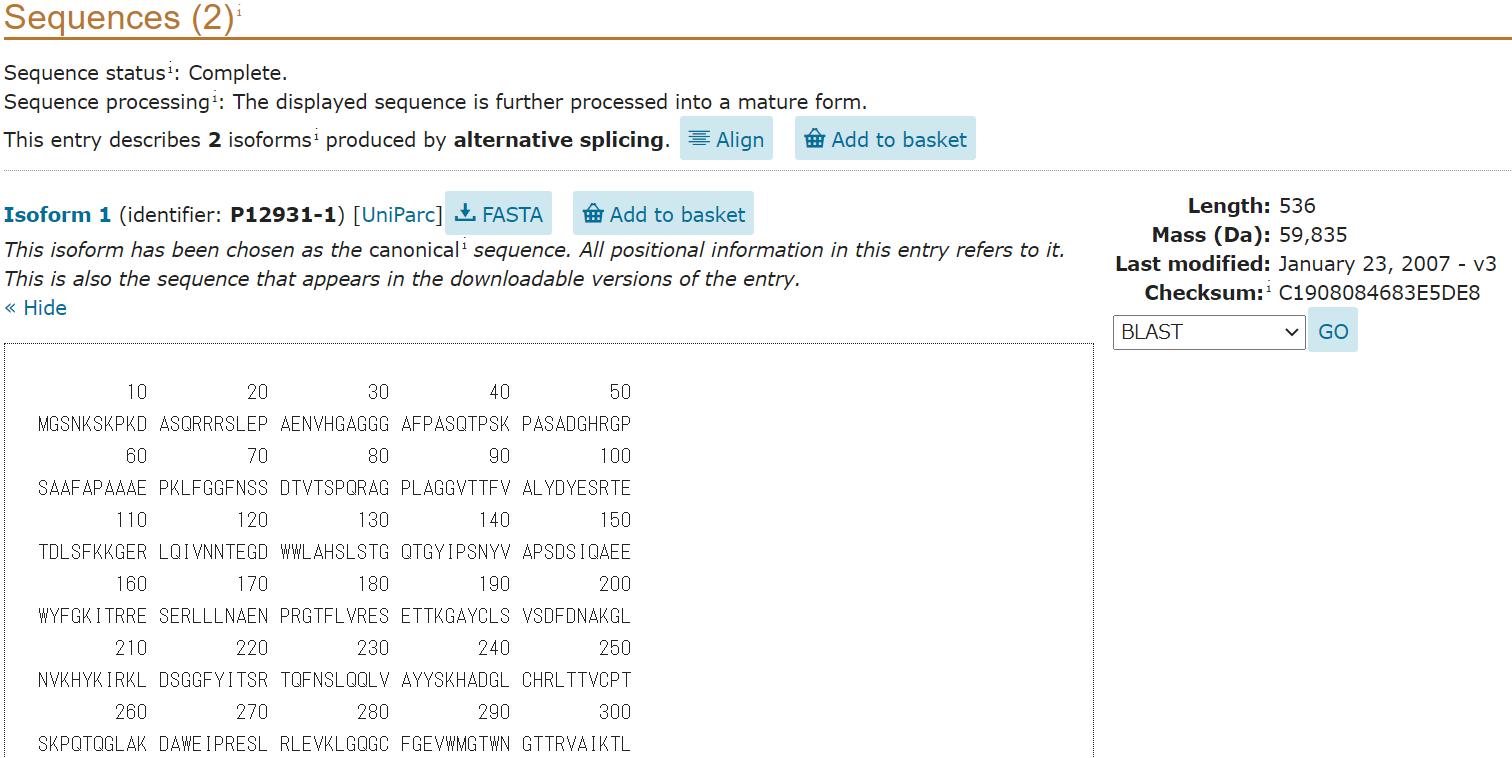 Sequences (2)i
Sequence statusi: Complete.
Sequence processingi: The displayed sequence is further processed into a mature form.
This entry describes 2 isoformsi produced by alternative splicing. Align Add to basket
Isoform 1 (identifier: P12931-1) [UniParc] FASTA Add to basket
This isoform has been chosen as the canonicali sequence. All positional information in this entry refers to it.
This is also the sequence that appears in the downloadable versions of the entry.
« Hide
Length: 536
Mass (Da): 59,835
Last modified: January 23, 2007 - v3
Checksum:i C1908084683E5DE8
BLAST GO
10 20 30 40 50
MGSNKSKPKD ASQRRRSLEP AENVHGAGGG AFPASQTPSK PASADGHRGP
60 70 80 90 100
SAAFAPAAAE PKLFGGFNSS DTVTSPQRAG PLAGGVTTFV ALYDYESRTE
110 120 130 140 150
TDLSFKKGER LQIVNNTEGD WWLAHSLSTG QTGYIPSNYV APSDSIQAEE
160 170 180 190 200
WYFGKITRRE SERLLLNAEN PRGTFLVRES ETTKGAYCLS VSDFDNAKGL
210 220 230 240 250
NVKHYKIRKL DSGGFYITSR TQFNSLQQLV AYYSKHADGL CHRLTTVCPT
260 270 280 290 300
SKPQTQGLAK DAWEIPRESL RLEVKLGQGC FGEVWMGTWN GTTRVAIKTL